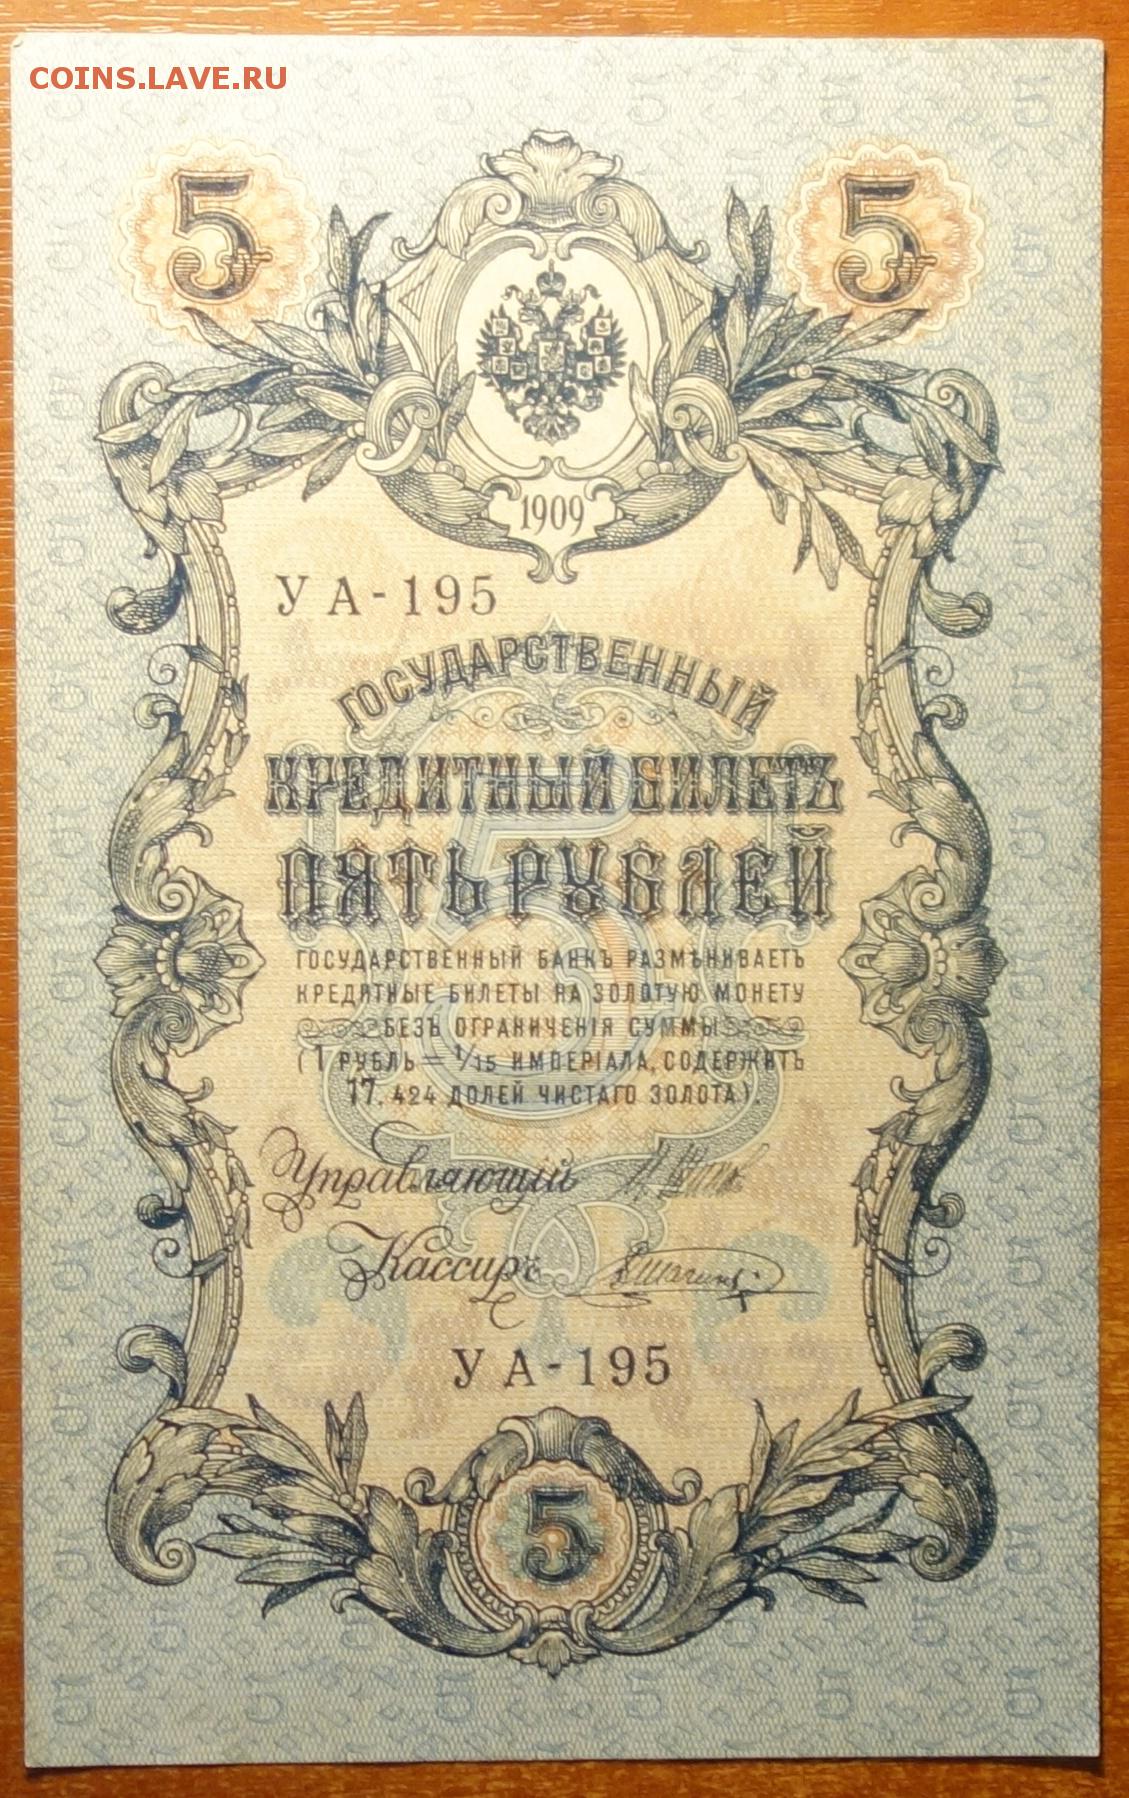 COINS.LAVE.RU
5 5
1909
УА-195
ГОСУДАРСТВЕННЫЙ
КРЕДИТНЫЙ БИЛЕТЪ
ПЯТЬ РУБЛЕЙ
ГОСУДАРСТВЕННЫЙ БАНКЪ РАЗМѢНИВАЕТЪ
КРЕДИТНЫЕ БИЛЕТЫ НА ЗОЛОТУЮ МОНЕТУ
БЕЗЪ ОГРАНИЧЕНІЯ СУММЫ
(1 РУБЛЬ = 1/15 ИМПЕРІАЛА, СОДЕРЖИТЪ
17,424 ДОЛЕЙ ЧИСТАГО ЗОЛОТА).
Управляющій
Кассиръ
УА-195
5